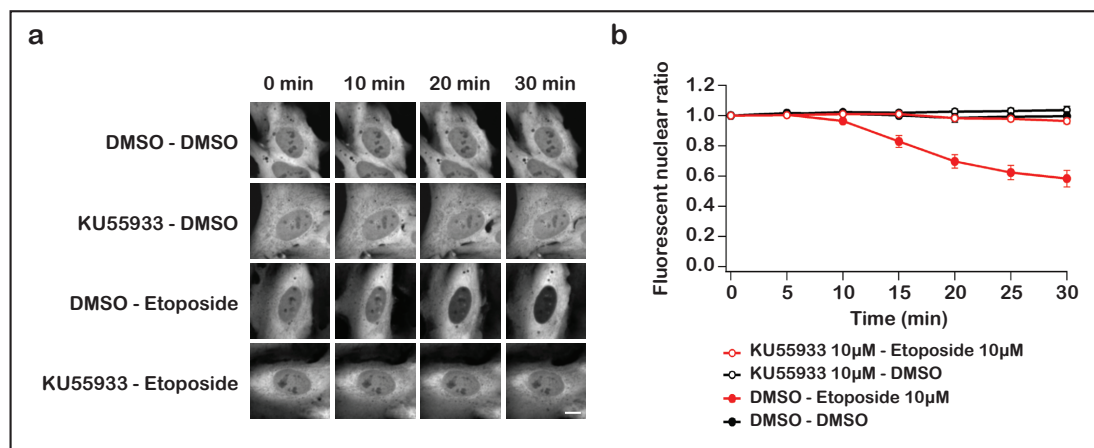 a
0 min 10 min 20 min 30 min
DMSO - DMSO
KU55933 - DMSO
DMSO - Etoposide
KU55933 - Etoposide
b
Fluorescent nuclear ratio
1.2
1.0
0.8
0.6
0.4
0.2
0.0
0 5 10 15 20 25 30
Time (min)
KU55933 10µM - Etoposide 10µM
KU55933 10µM - DMSO
DMSO - Etoposide 10µM
DMSO - DMSO